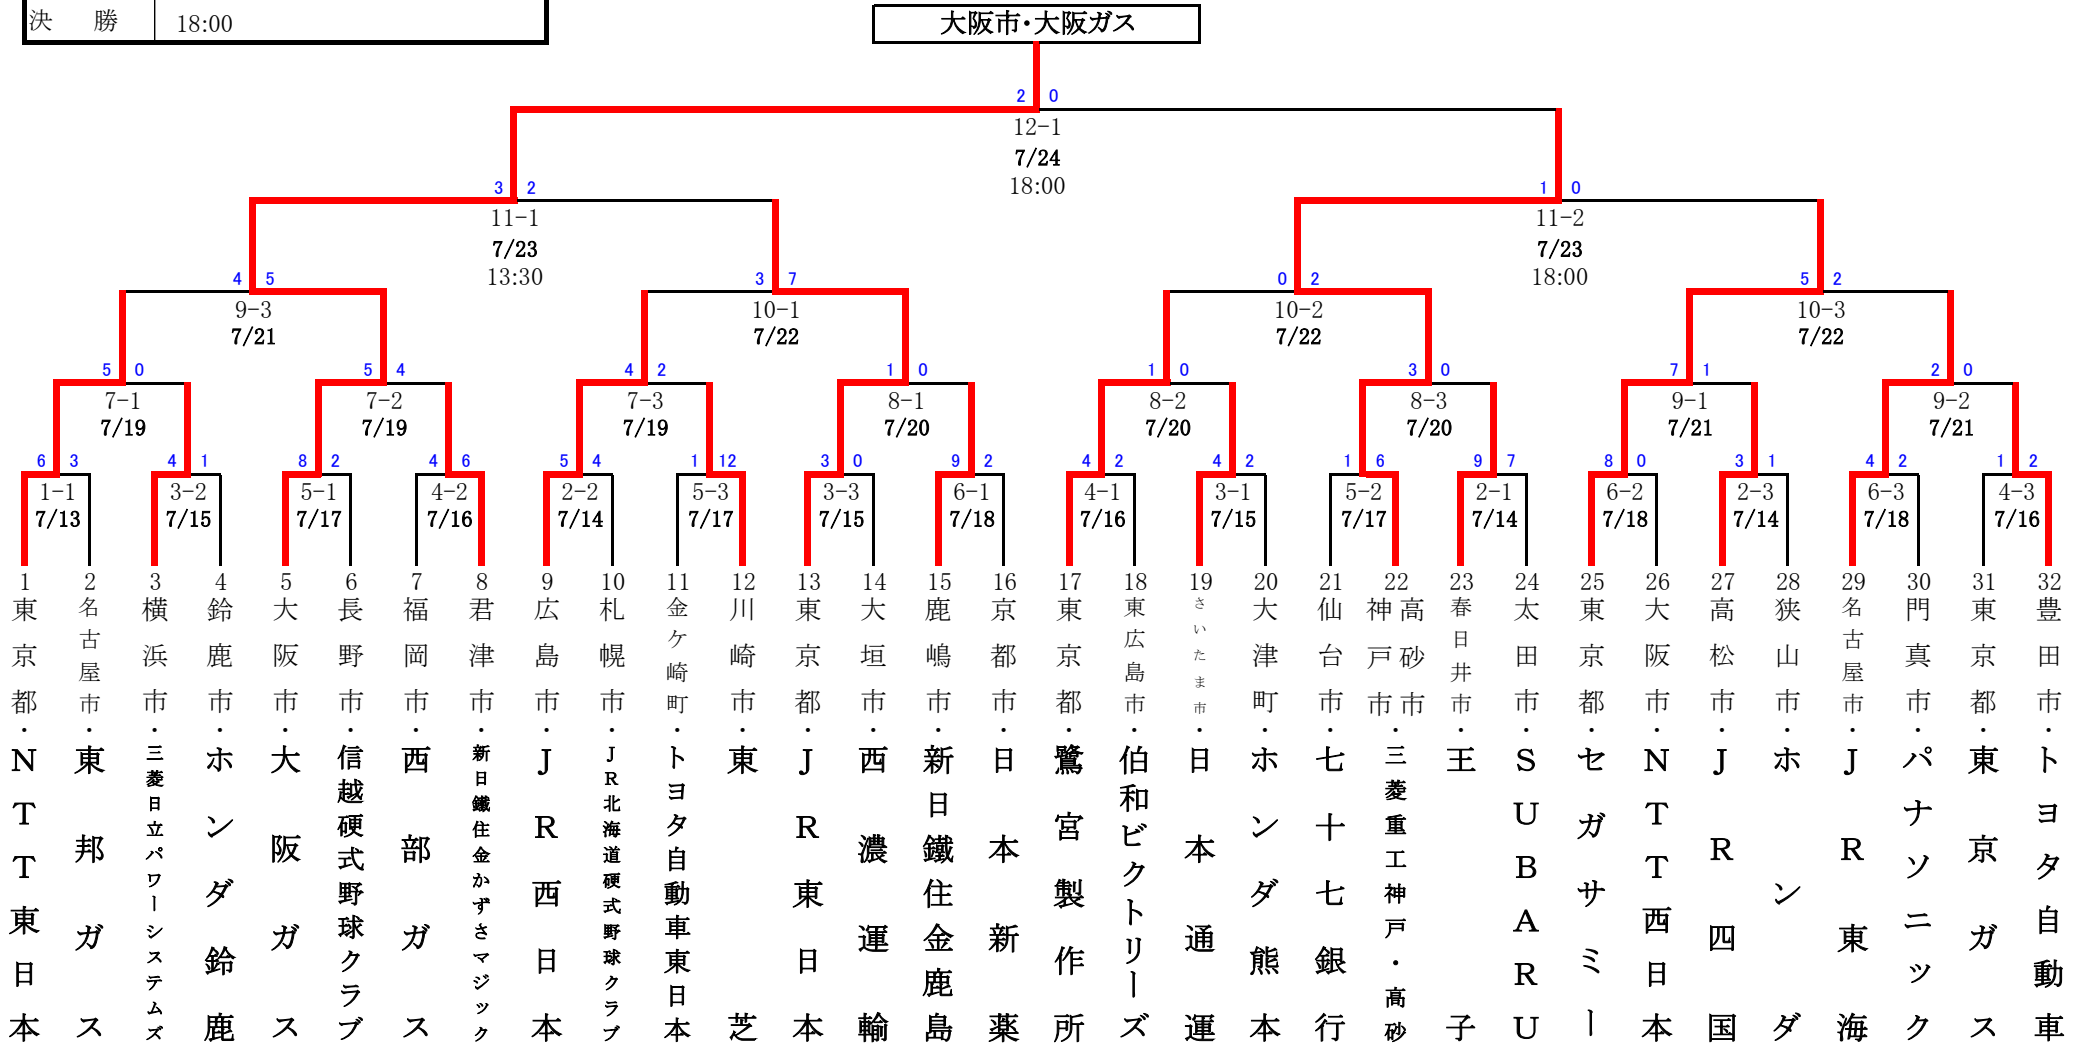 決 勝 18:00
大阪市・大阪ガス
2 0
12-1
7/24
18:00
3 2
11-1
7/23
13:30
1 0
11-2
7/23
18:00
4 5
9-3
7/21
3 7
10-1
7/22
0 2
10-2
7/22
5 2
10-3
7/22
5 0
7-1
7/19
5 4
7-2
7/19
4 2
7-3
7/19
1 0
8-1
7/20
1 0
8-2
7/20
3 0
8-3
7/20
7 1
9-1
7/21
2 0
9-2
7/21
6 3
1-1
7/13
4 1
3-2
7/15
8 2
5-1
7/17
4 6
4-2
7/16
5 4
2-2
7/14
1 12
5-3
7/17
3 0
3-3
7/15
9 2
6-1
7/18
4 2
4-1
7/16
4 2
3-1
7/15
1 6
5-2
7/17
9 7
2-1
7/14
8 0
6-2
7/18
3 1
2-3
7/14
4 2
6-3
7/18
1 2
4-3
7/16
1 東京都・NTT東日本
2 名古屋市・東邦ガス
3 横浜市・三菱日立パワーシステムズ
4 鈴鹿市・ホンダ鈴鹿
5 大阪市・大阪ガス
6 長野市・信越硬式野球クラブ
7 福岡市・西部ガス
8 君津市・新日鐵住金かずさマジック
9 広島市・JR西日本
10 札幌市・JR北海道硬式野球クラブ
11 金ケ崎町・トヨタ自動車東日本
12 川崎市・東芝
13 東京都・JR東日本
14 大垣市・西濃運輸
15 鹿嶋市・新日鐵住金鹿島
16 京都市・日本新薬
17 東京都・鷺宮製作所
18 東広島市・伯和ビクトリーズ
19 さいたま市・日本通運
20 大津町・ホンダ熊本
21 仙台市・七十七銀行
22 神戸市高砂市・三菱重工神戸・高砂
23 春日井市・王子
24 太田市・SUBARU
25 東京都・セガサミー
26 大阪市・NTT西日本
27 高松市・JR四国
28 狭山市・ホンダ
29 名古屋市・JR東海
30 門真市・パナソニック
31 東京都・東京ガス
32 豊田市・トヨタ自動車